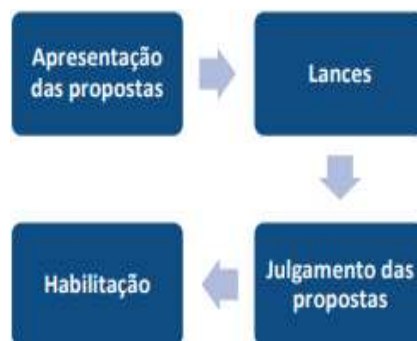 Apresentação
das propostas
Lances
Julgamento das
propostas
Habilitação